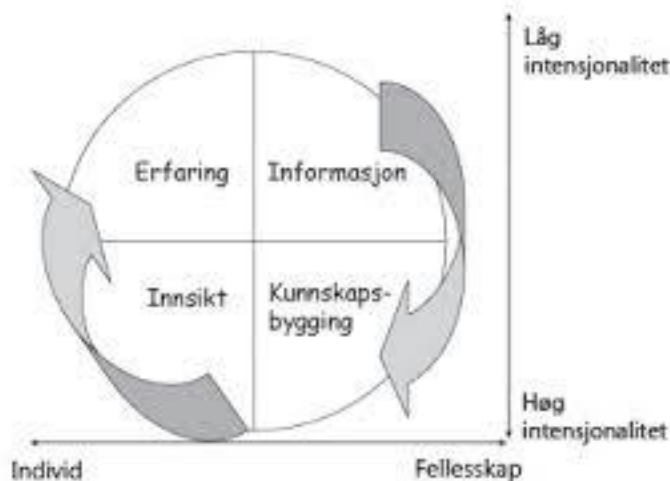 Låg
intensjonalitet
Erfaring
Informasjon
Innsikt
Kunnskaps-
bygging
Høg
intensjonalitet
Individ
Fellesskap